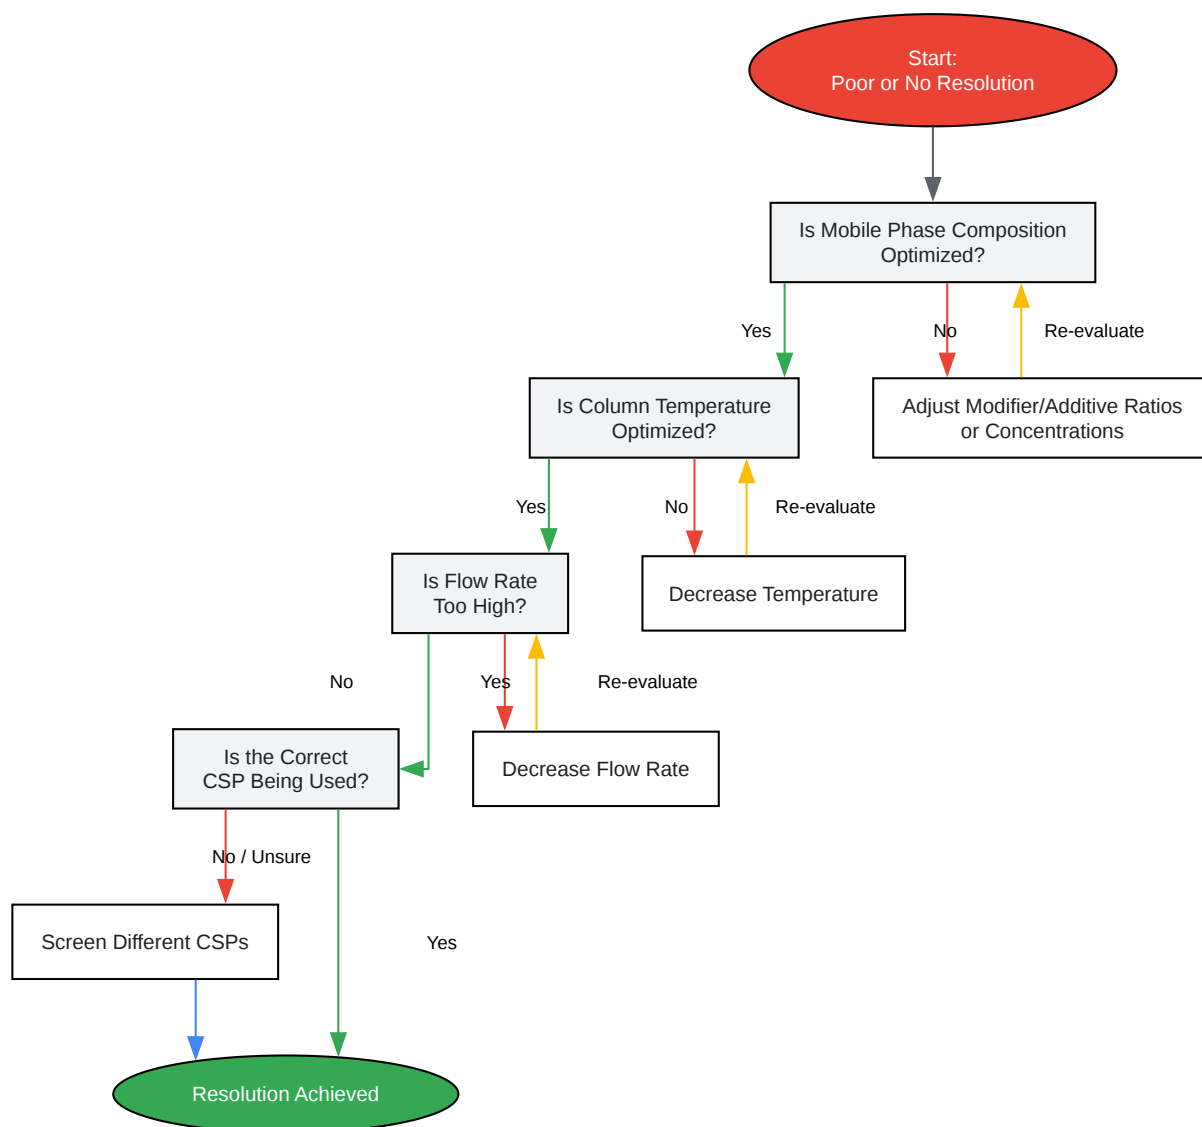 Start:
Poor or No Resolution
Is Mobile Phase Composition
Optimized?
Yes
No
Re-evaluate
Is Column Temperature
Optimized?
Adjust Modifier/Additive Ratios
or Concentrations
Yes
No
Re-evaluate
Is Flow Rate
Too High?
Decrease Temperature
No
Yes
Re-evaluate
Is the Correct
CSP Being Used?
Decrease Flow Rate
No / Unsure
Screen Different CSPs
Yes
Resolution Achieved